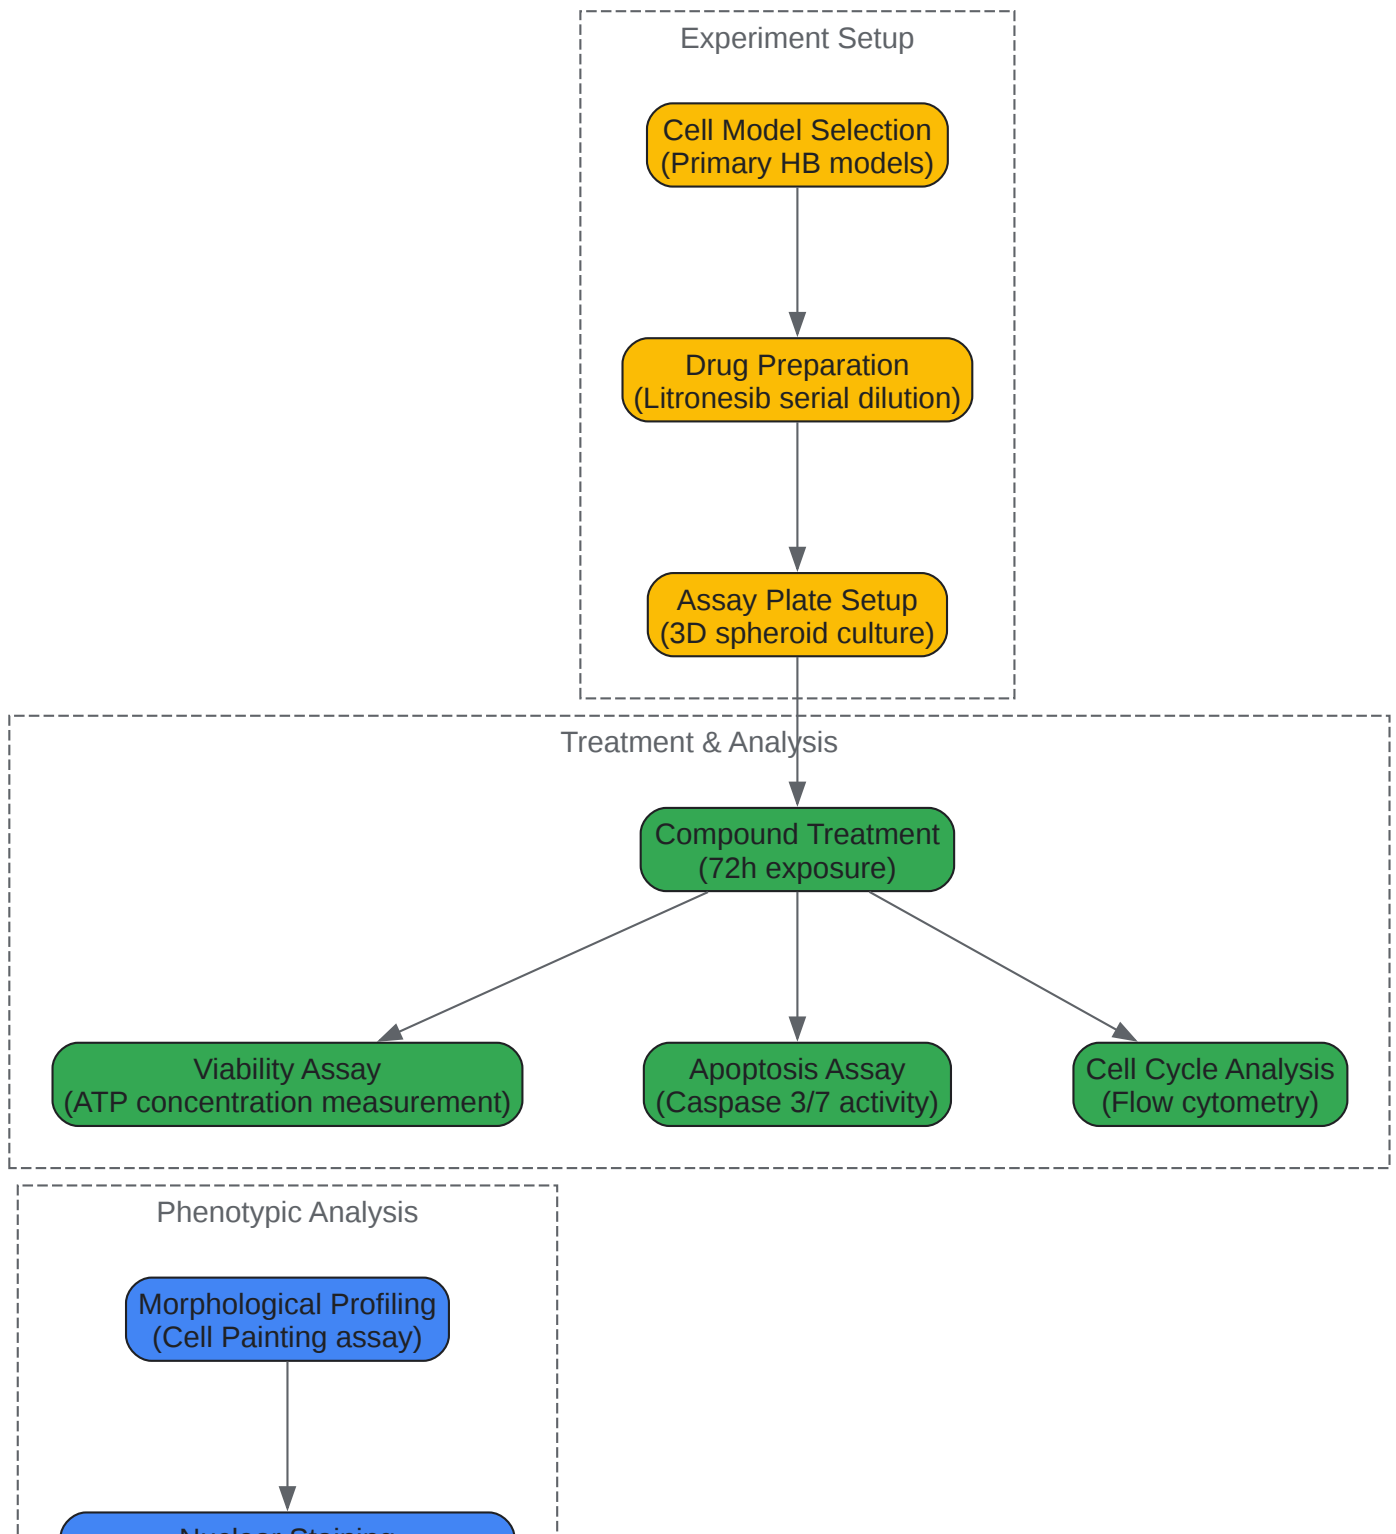 Experiment Setup
Cell Model Selection
(Primary HB models)
Drug Preparation
(Litronesib serial dilution)
Assay Plate Setup
(3D spheroid culture)
Treatment & Analysis
Compound Treatment
(72h exposure)
Viability Assay
(ATP concentration measurement)
Apoptosis Assay
(Caspase 3/7 activity)
Cell Cycle Analysis
(Flow cytometry)
Phenotypic Analysis
Morphological Profiling
(Cell Painting assay)
Nuclear Staining